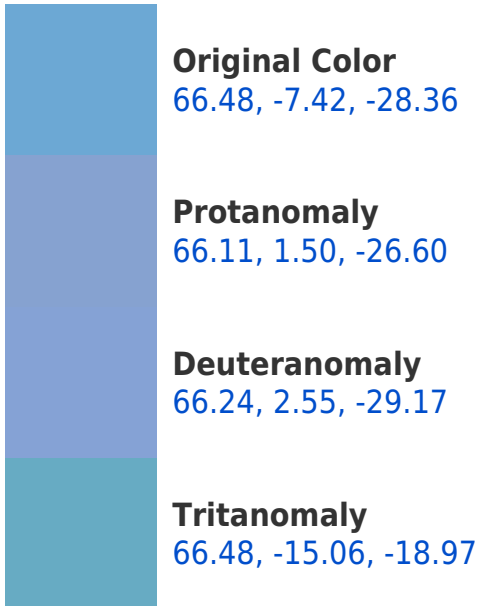 Original Color
66.48, -7.42, -28.36
Protanomaly
66.11, 1.50, -26.60
Deuteranomaly
66.24, 2.55, -29.17
Tritanomaly
66.48, -15.06, -18.97